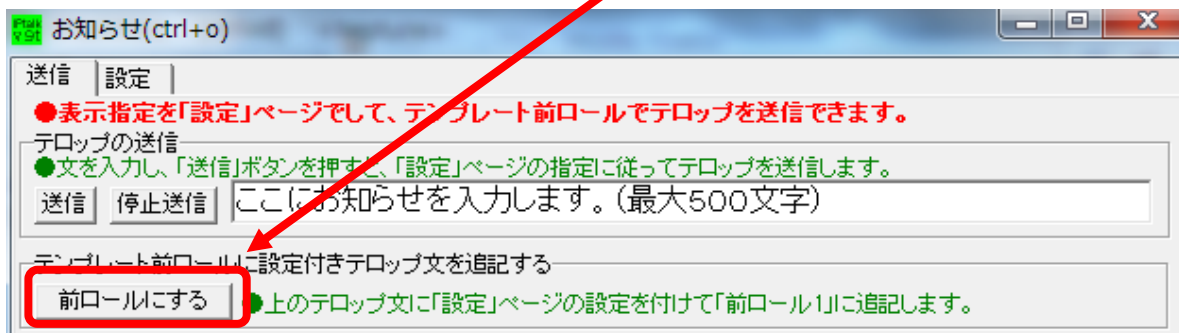 Ptalk
v9t お知らせ(ctrl+o)
送信 設定
●表示指定を「設定」ページでして、テンプレート前ロールでテロップを送信できます。
テロップの送信
●文を入力し、「送信」ボタンを押すと、「設定」ページの指定に従ってテロップを送信します。
送信 停止送信 ここにお知らせを入力します。(最大500文字)
テンプレート前ロールに設定付きテロップ文を追記する
前ロールにする ●上のテロップ文に「設定」ページの設定を付けて「前ロール1」に追記します。